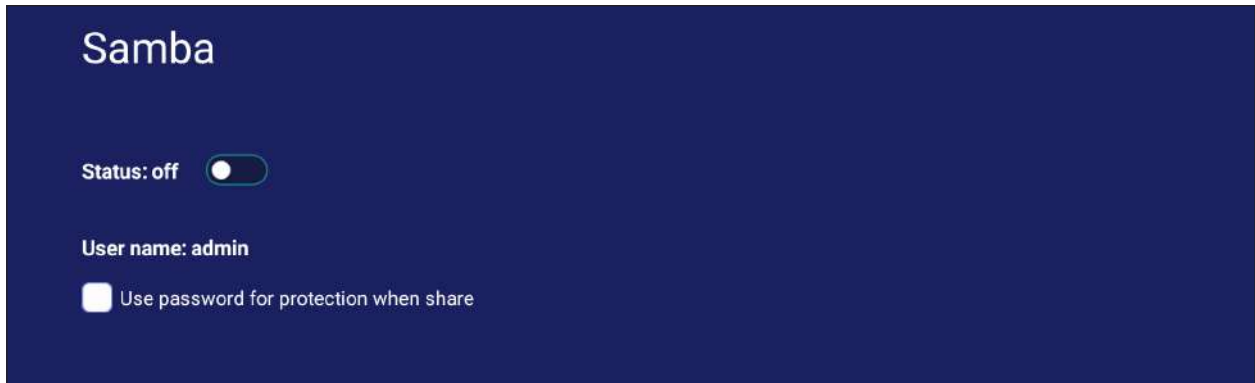 Samba
Status: off
User name: admin
Use password for protection when share